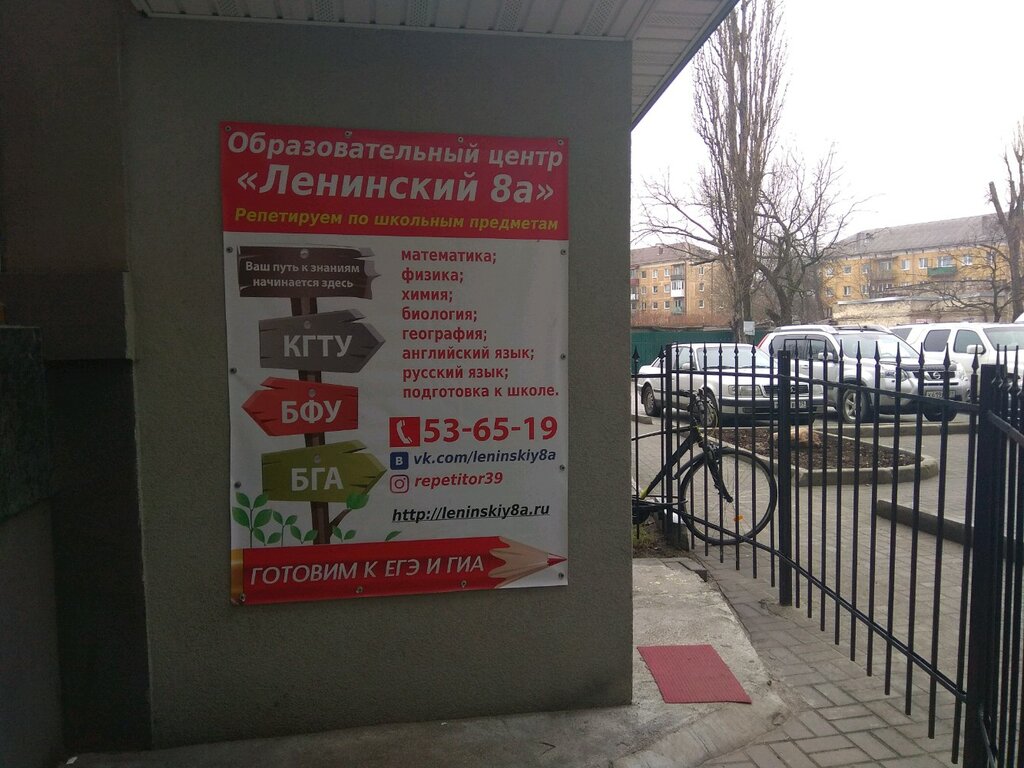 Образовательный центр
«Ленинский 8а»
Репетируем по школьным предметам
Ваш путь к знаниям
начинается здесь
КГТУ
БФУ
БГА
математика;
физика;
химия;
биология;
география;
английский язык;
русский язык;
подготовка к школе.
53-65-19
vk.com/leninskiy8a
repetitor39
http://leninskiy8a.ru
ГОТОВИМ К ЕГЭ И ГИА